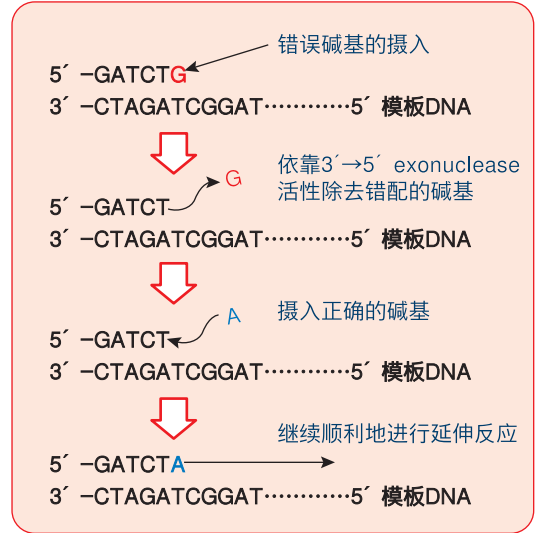 错误碱基的摄入
5´ –GATCTG
3´ –CTAGATCGGAT⋯⋯⋯⋯5´ 模板DNA
G
依靠3´→5´ exonuclease
活性除去错配的碱基
5´ –GATCT
3´ –CTAGATCGGAT⋯⋯⋯⋯5´ 模板DNA
A
摄入正确的碱基
5´ –GATCT
3´ –CTAGATCGGAT⋯⋯⋯⋯5´ 模板DNA
继续顺利地进行延伸反应
5´ –GATCTA
3´ –CTAGATCGGAT⋯⋯⋯⋯5´ 模板DNA